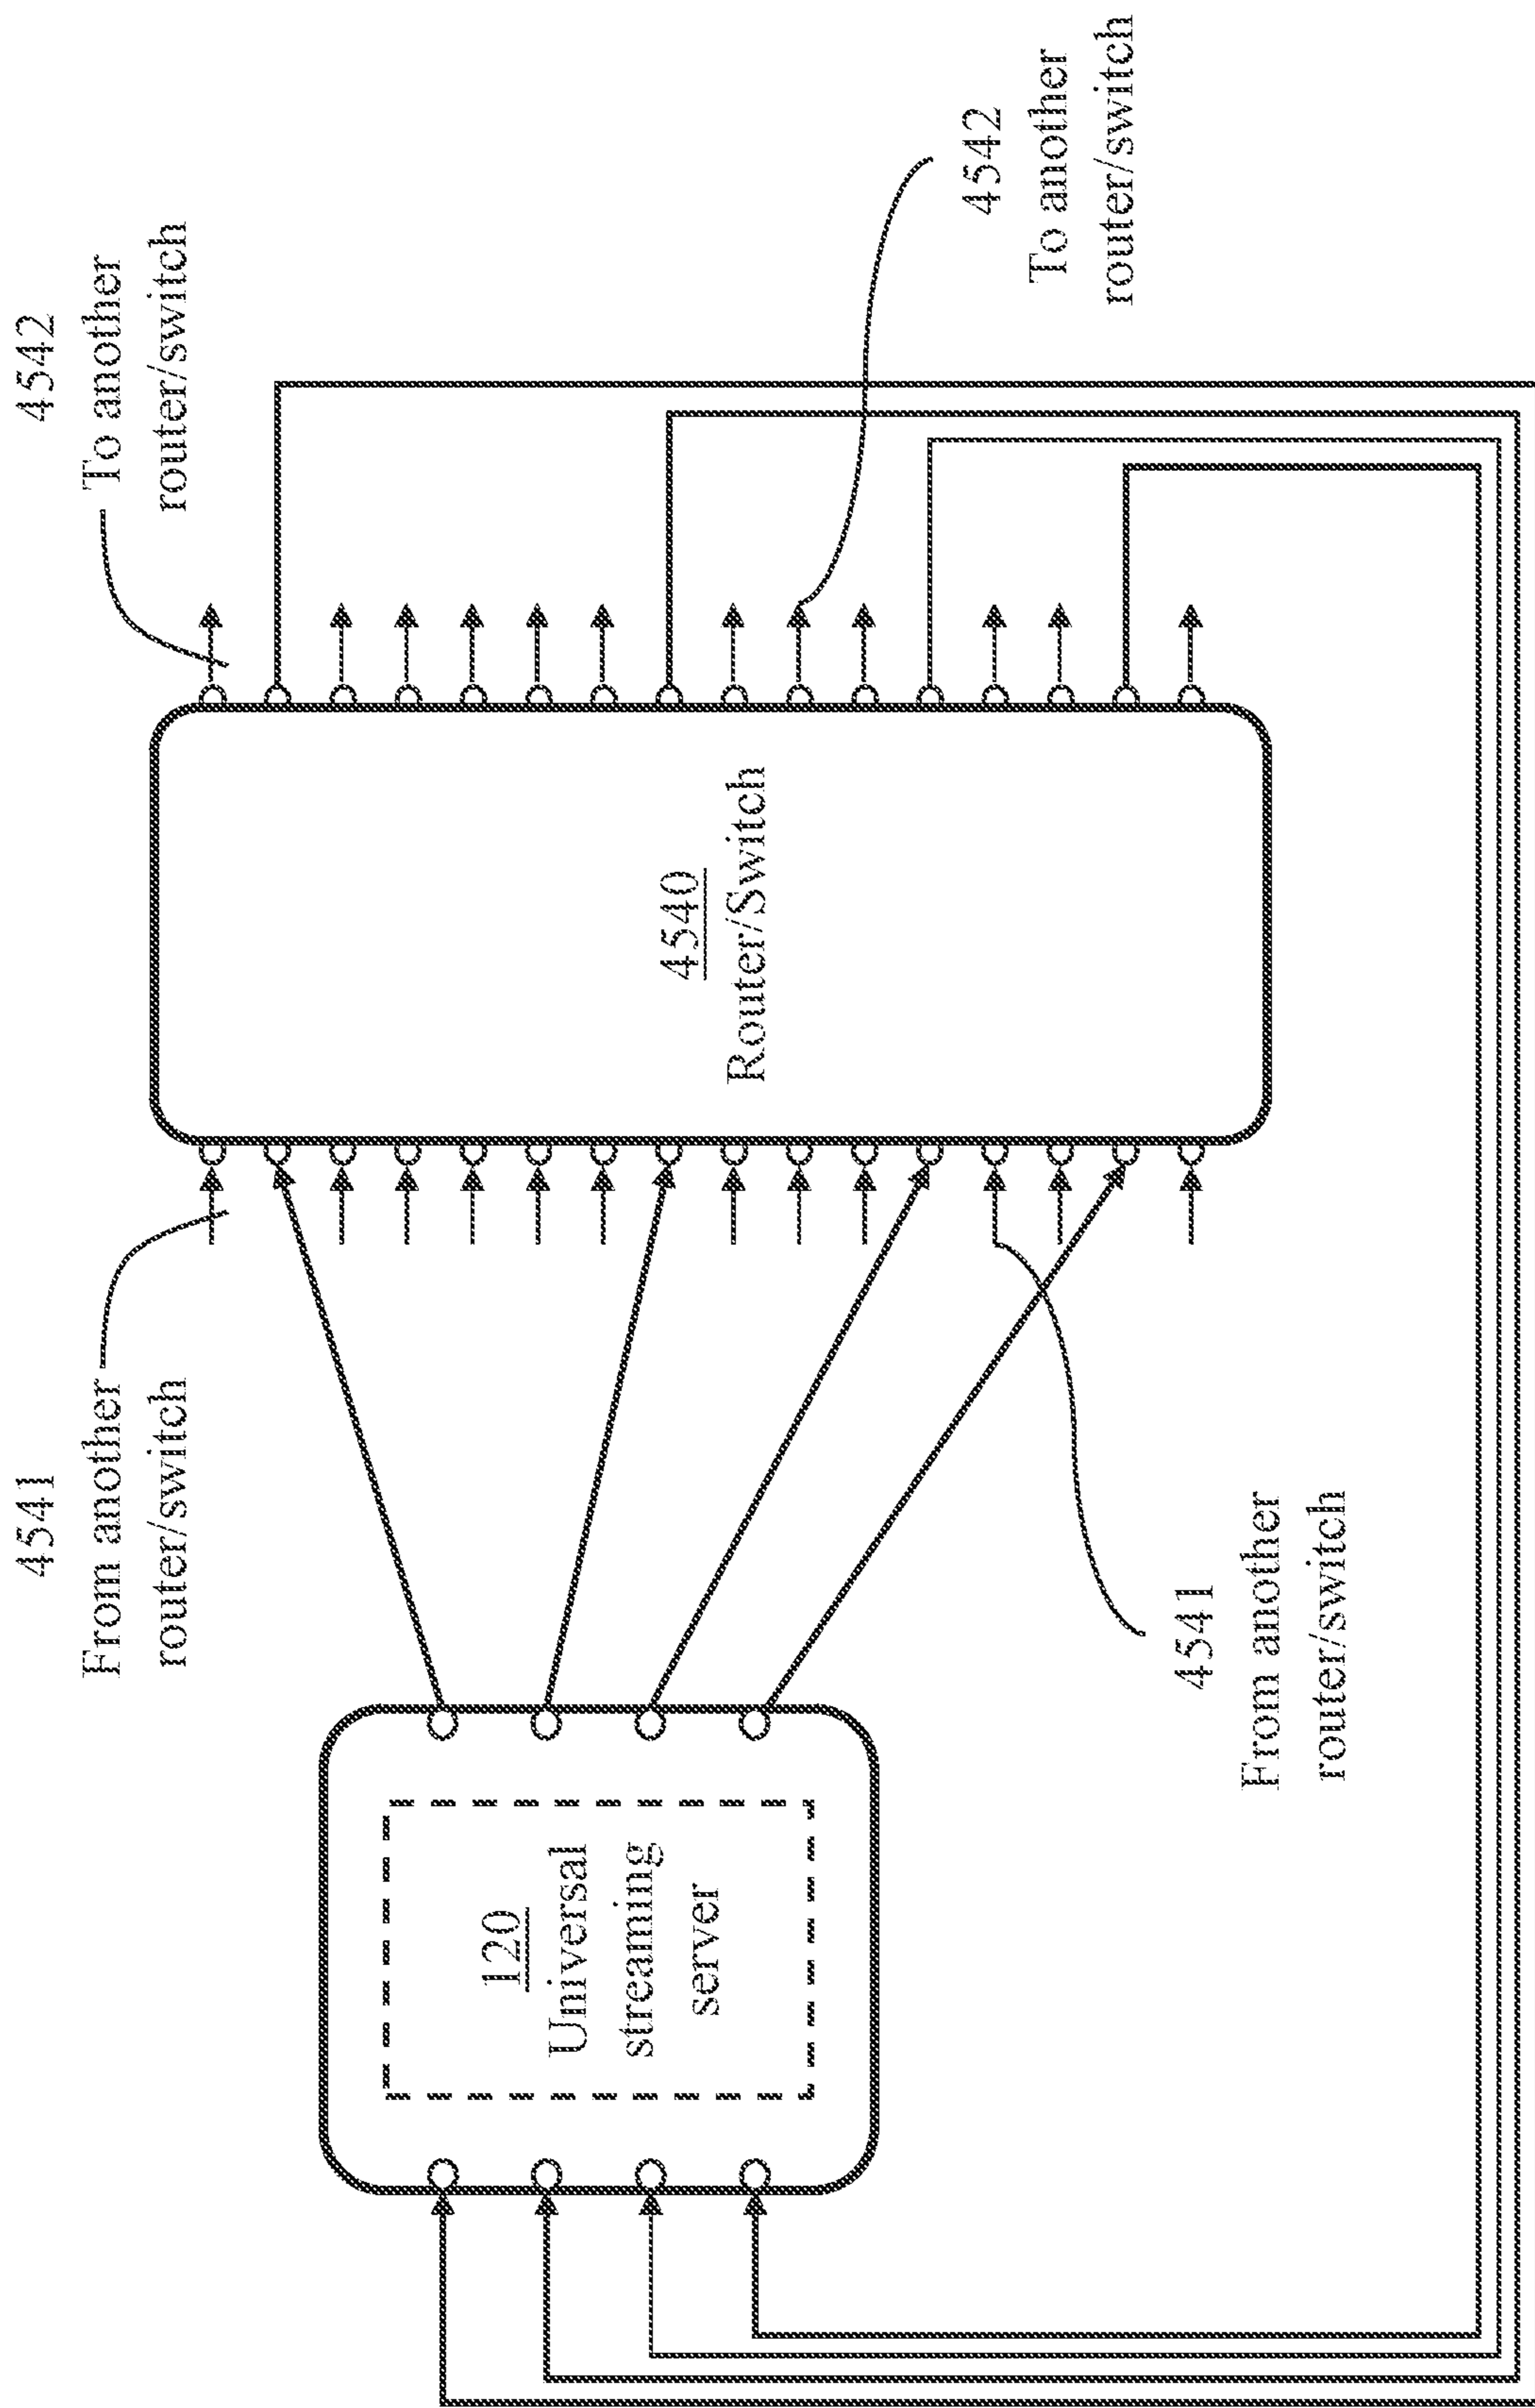 4541
From another
router/switch
4542
To another
router/switch
120
Universal
streaming
server
4540
Router/Switch
4541
From another
router/switch
4542
To another
router/switch